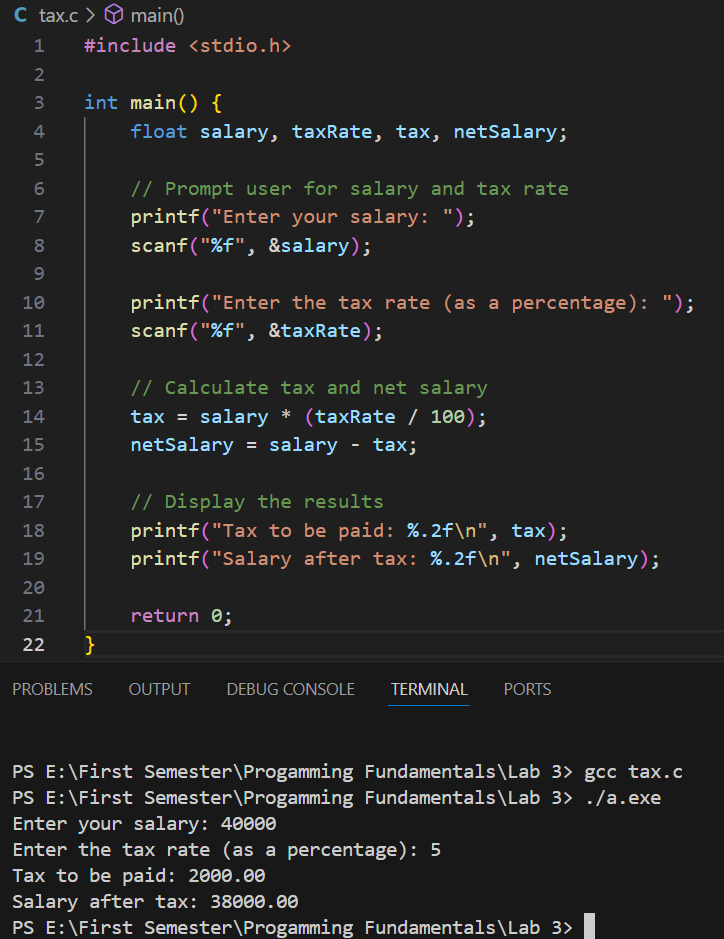 C tax.c > main()
1 #include <stdio.h>
2
3 int main() {
4     float salary, taxRate, tax, netSalary;
5
6     // Prompt user for salary and tax rate
7     printf("Enter your salary: ");
8     scanf("%f", &salary);
9
10     printf("Enter the tax rate (as a percentage): ");
11     scanf("%f", &taxRate);
12
13     // Calculate tax and net salary
14     tax = salary * (taxRate / 100);
15     netSalary = salary - tax;
16
17     // Display the results
18     printf("Tax to be paid: %.2f\n", tax);
19     printf("Salary after tax: %.2f\n", netSalary);
20
21     return 0;
22 }
PROBLEMS OUTPUT DEBUG CONSOLE TERMINAL PORTS
PS E:\First Semester\Progamming Fundamentals\Lab 3> gcc tax.c
PS E:\First Semester\Progamming Fundamentals\Lab 3> ./a.exe
Enter your salary: 40000
Enter the tax rate (as a percentage): 5
Tax to be paid: 2000.00
Salary after tax: 38000.00
PS E:\First Semester\Progamming Fundamentals\Lab 3>